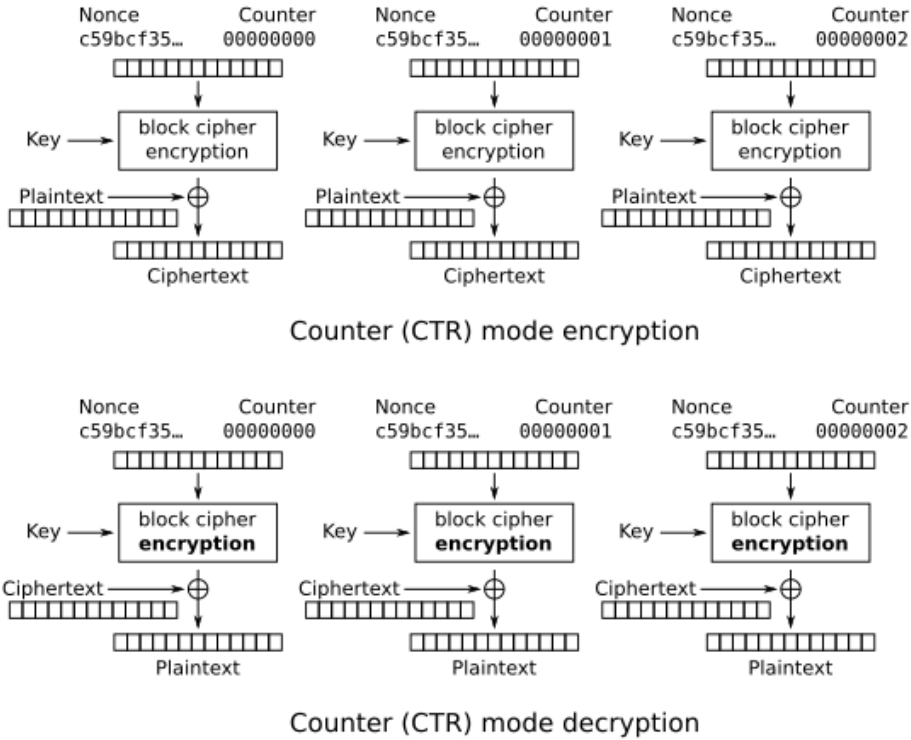 Nonce Counter Nonce Counter Nonce Counter
c59bcf35… 00000000 c59bcf35… 00000001 c59bcf35… 00000002
Key block cipher encryption Key block cipher encryption Key block cipher encryption
Plaintext Plaintext Plaintext
Ciphertext Ciphertext Ciphertext
Counter (CTR) mode encryption
Nonce Counter Nonce Counter Nonce Counter
c59bcf35… 00000000 c59bcf35… 00000001 c59bcf35… 00000002
Key block cipher encryption Key block cipher encryption Key block cipher encryption
Ciphertext Ciphertext Ciphertext
Plaintext Plaintext Plaintext
Counter (CTR) mode decryption